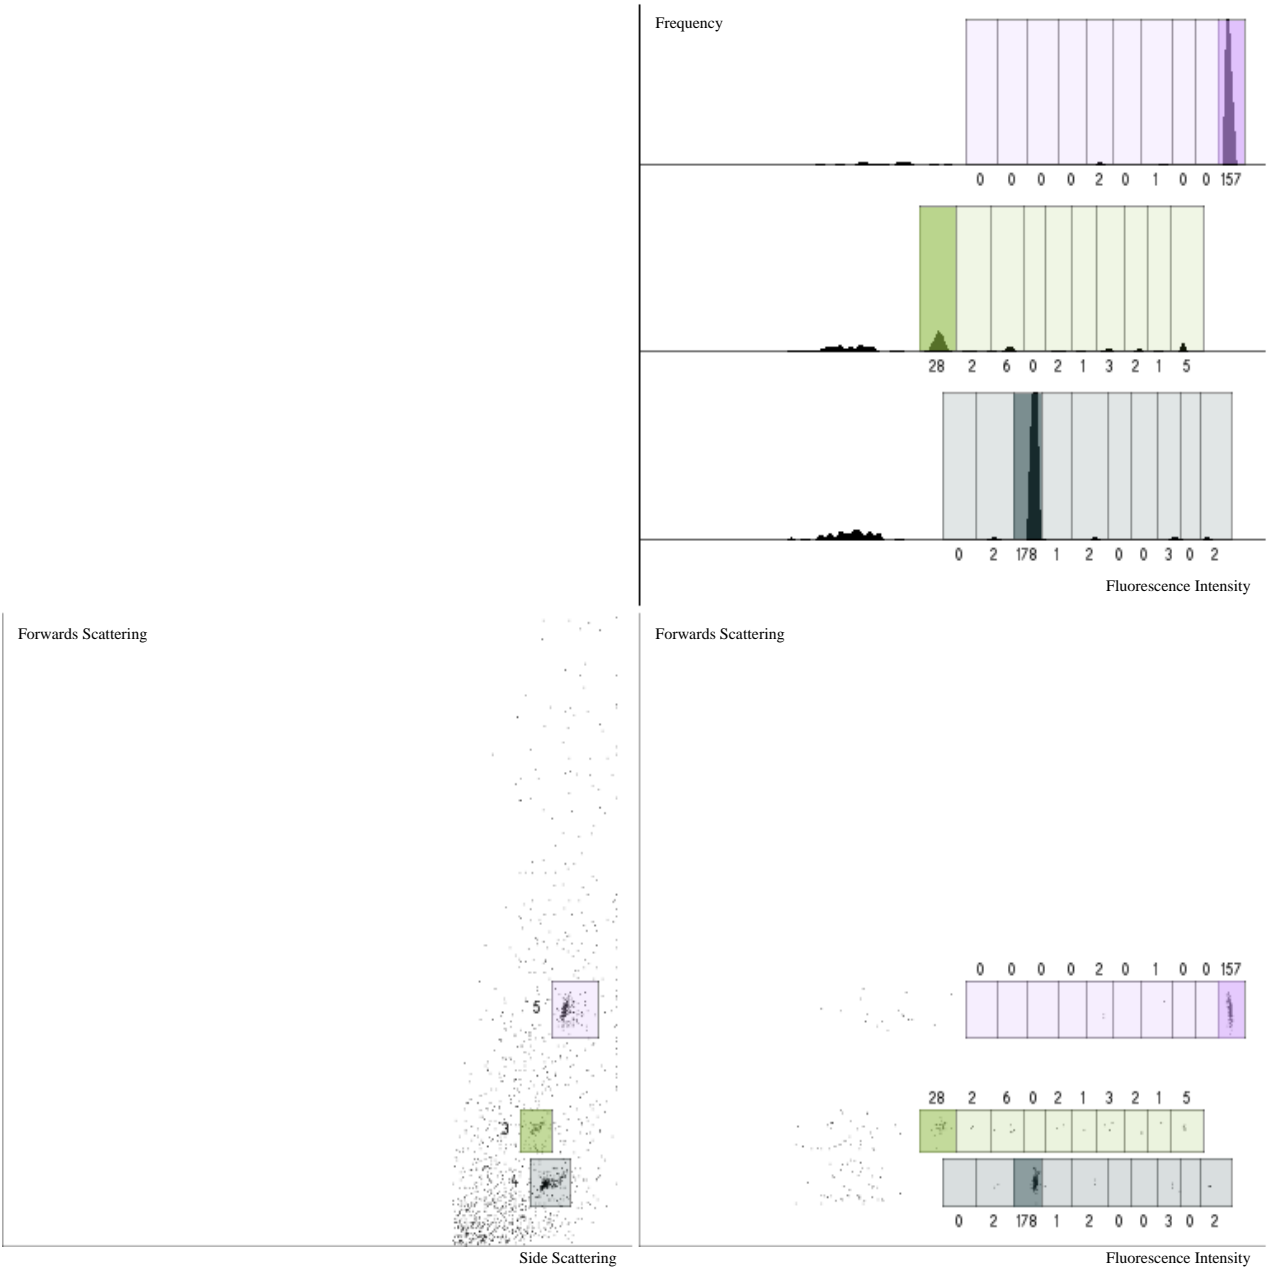 Frequency
0 0 0 0 2 0 1 0 0 157
28 2 6 0 2 1 3 2 1 5
0 2 178 1 2 0 0 3 0 2
Fluorescence Intensity
Forwards Scattering
5
3
4
Side Scattering
Forwards Scattering
0 0 0 0 2 0 1 0 0 157
28 2 6 0 2 1 3 2 1 5
0 2 178 1 2 0 0 3 0 2
Fluorescence Intensity